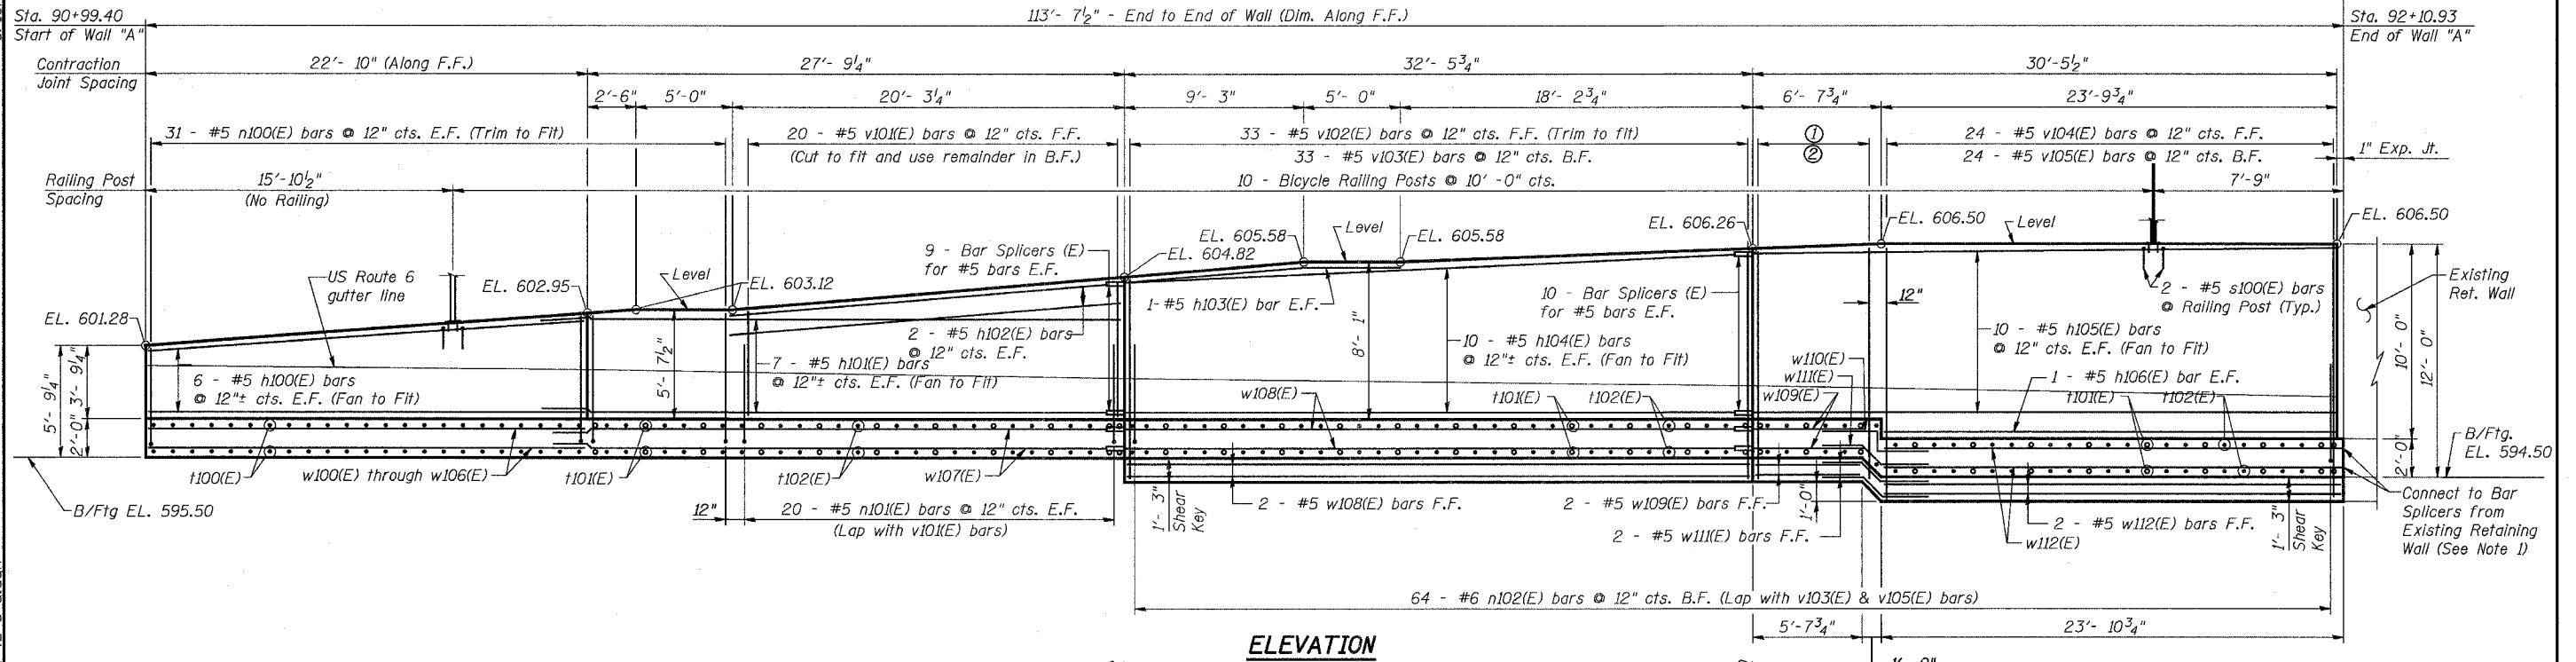 Sta. 90+99.40
Start of Wall "A"
113'- 7½" - End to End of Wall (Dim. Along F.F.)
Sta. 92+10.93
End of Wall "A"
Contraction
Joint Spacing
22'- 10" (Along F.F.)
27'- 9¼"
32'- 5¾"
30'-5½"
2'-6"
5'-0"
20'- 3¼"
9'- 3"
5'- 0"
18'- 2¾"
6'- 7¾"
23'-9¾"
31 - #5 n100(E) bars @ 12" cts. E.F. (Trim to Fit)
20 - #5 v101(E) bars @ 12" cts. F.F.
(Cut to fit and use remainder in B.F.)
33 - #5 v102(E) bars @ 12" cts. F.F. (Trim to fit)
33 - #5 v103(E) bars @ 12" cts. B.F.
①
②
24 - #5 v104(E) bars @ 12" cts. F.F.
24 - #5 v105(E) bars @ 12" cts. B.F.
1" Exp. Jt.
Railing Post
Spacing
15'-10½"
(No Railing)
10 - Bicycle Railing Posts @ 10' -0" cts.
7'-9"
EL. 601.28
US Route 6
gutter line
EL. 602.95
Level
EL. 603.12
9 - Bar Splicers (E)
for #5 bars E.F.
EL. 604.82
EL. 605.58
Level
EL. 605.58
EL. 606.26
EL. 606.50
Level
EL. 606.50
1- #5 h103(E) bar E.F.
10 - Bar Splicers (E)
for #5 bars E.F.
12"
2 - #5 s100(E) bars
@ Railing Post (Typ.)
Existing
Ret. Wall
5'- 9¼"
3'- 9¼"
2'-0"
6 - #5 h100(E) bars
@ 12"± cts. E.F. (Fan to Fit)
5'- 7½"
2 - #5 h102(E) bars
@ 12" cts. E.F.
7 - #5 h101(E) bars
@ 12"± cts. E.F. (Fan to Fit)
8'- 1"
10 - #5 h104(E) bars
@ 12"± cts. E.F. (Fan to Fit)
10 - #5 h105(E) bars
@ 12" cts. E.F. (Fan to Fit)
10'- 0"
12'- 0"
w110(E)
w111(E)
w109(E)
1 - #5 h106(E) bar E.F.
w108(E)
t101(E)
t102(E)
t101(E)
t102(E)
2'-0"
B/Ftg.
EL. 594.50
t100(E)
w100(E) through w106(E)
t101(E)
t102(E)
w107(E)
B/Ftg EL. 595.50
12"
20 - #5 n101(E) bars @ 12" cts. E.F.
(Lap with v101(E) bars)
1'- 3"
Shear
Key
2 - #5 w108(E) bars F.F.
2 - #5 w109(E) bars F.F.
2 - #5 w111(E) bars F.F.
1'-0"
2 - #5 w112(E) bars F.F.
w112(E)
1'- 3"
Shear
Key
Connect to Bar
Splicers from
Existing Retaining
Wall (See Note 1)
64 - #6 n102(E) bars @ 12" cts. B.F. (Lap with v103(E) & v105(E) bars)
5'-7¾"
23'- 10¾"
ELEVATION